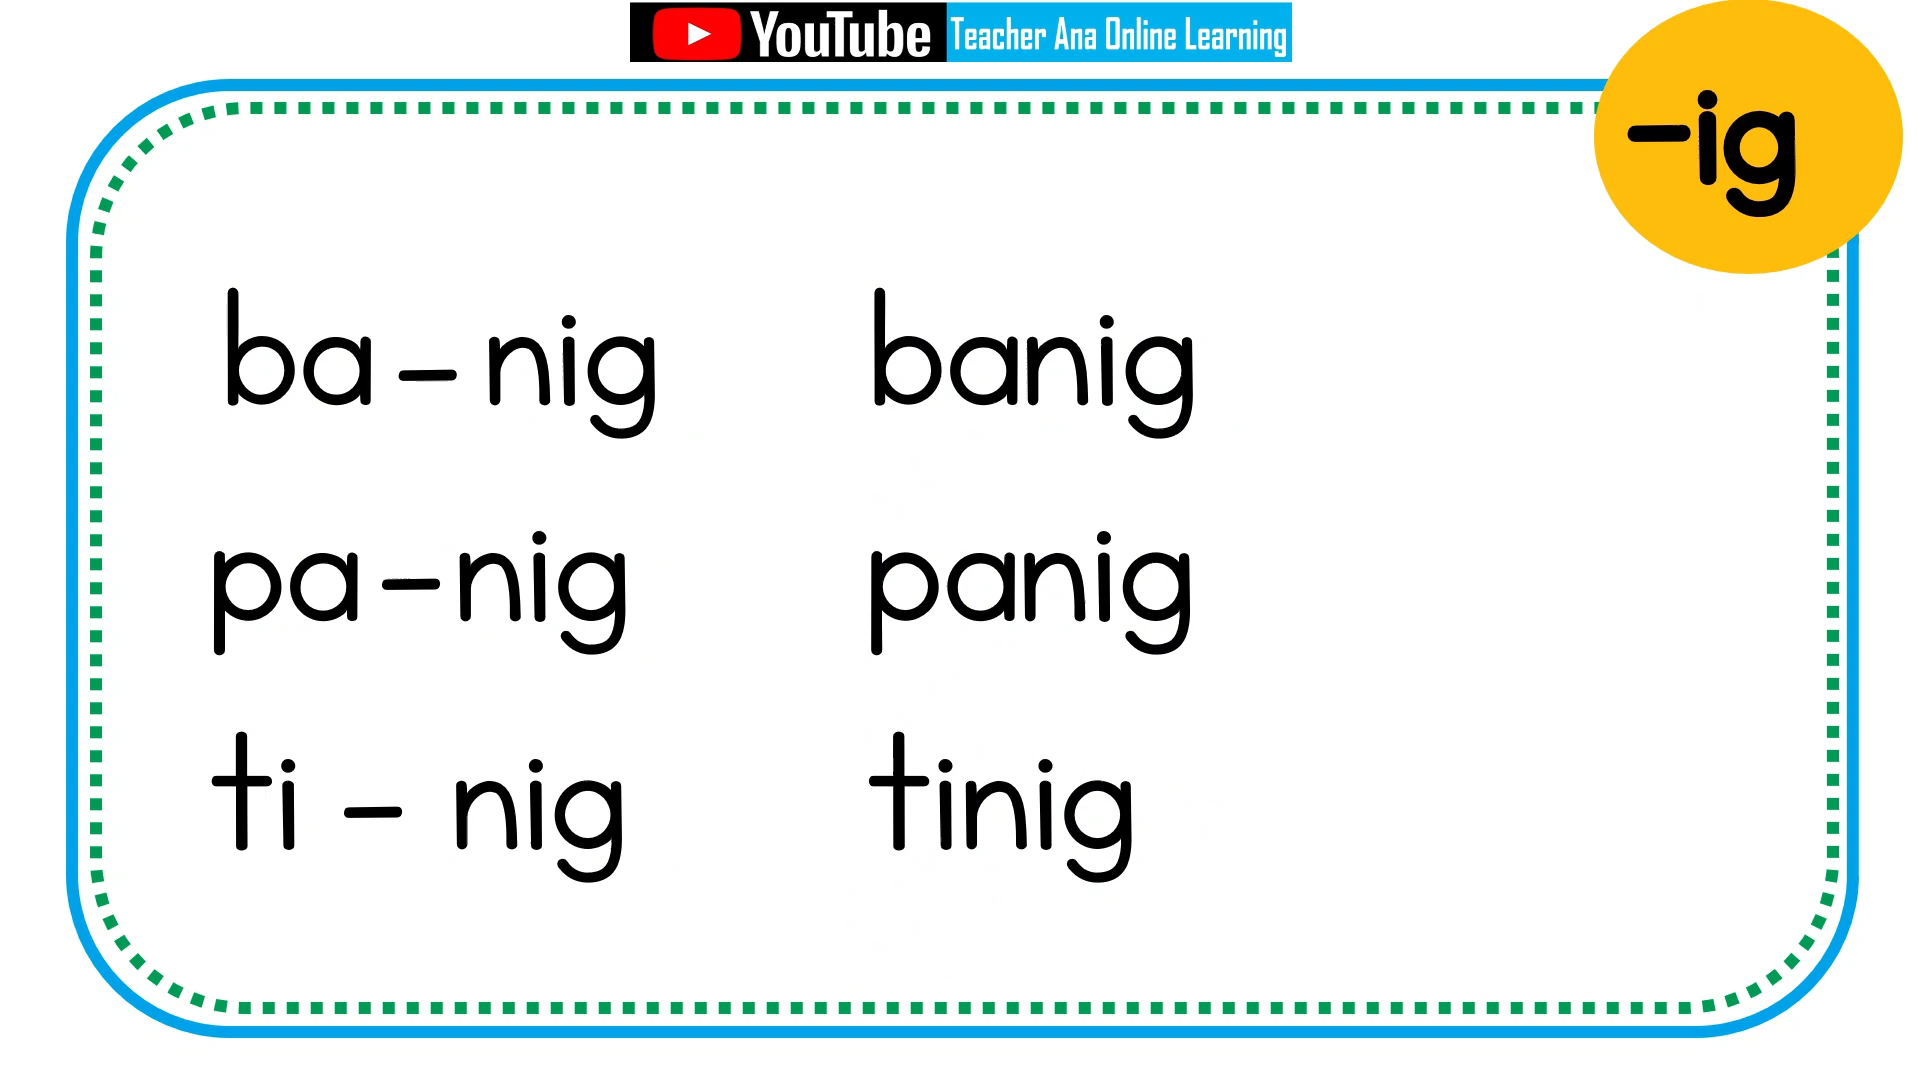 YouTube Teacher Ana Online Learning
-ig
ba - nig banig
pa - nig panig
ti - nig tinig